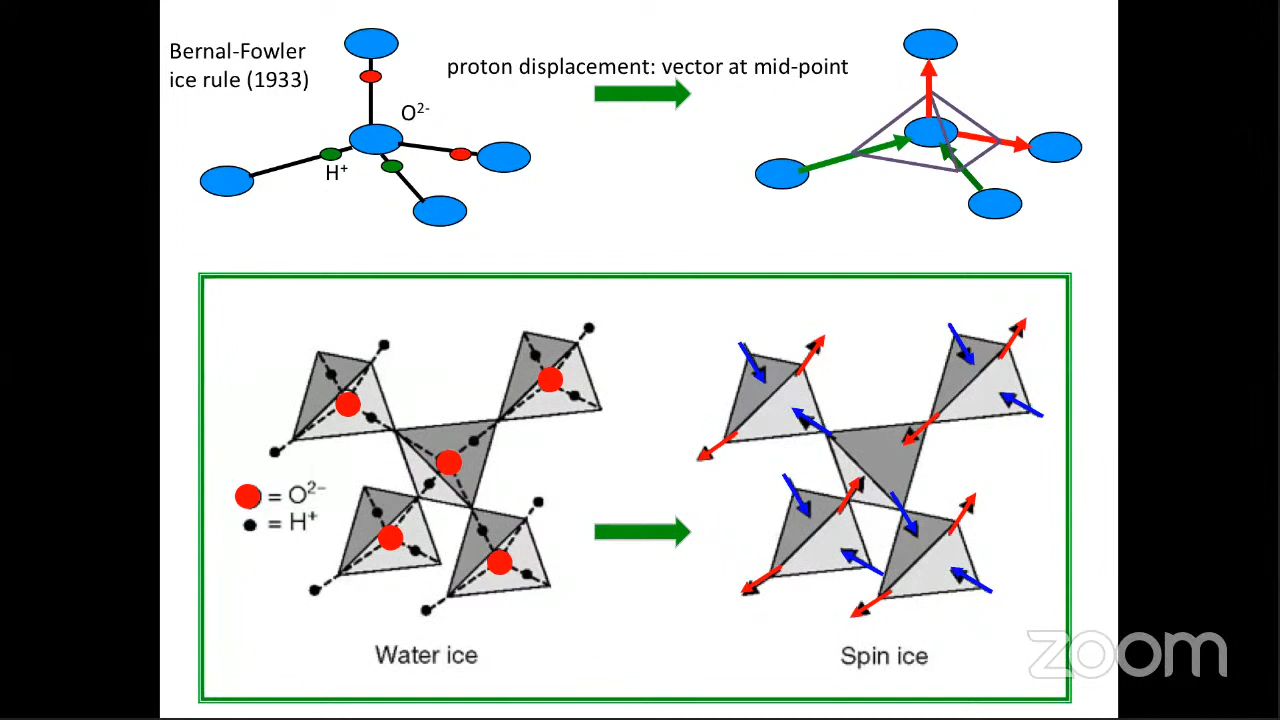 Bernal-Fowler
ice rule (1933)
proton displacement: vector at mid-point
O²⁻
H⁺
= O²⁻
= H⁺
Water ice
Spin ice
zoom